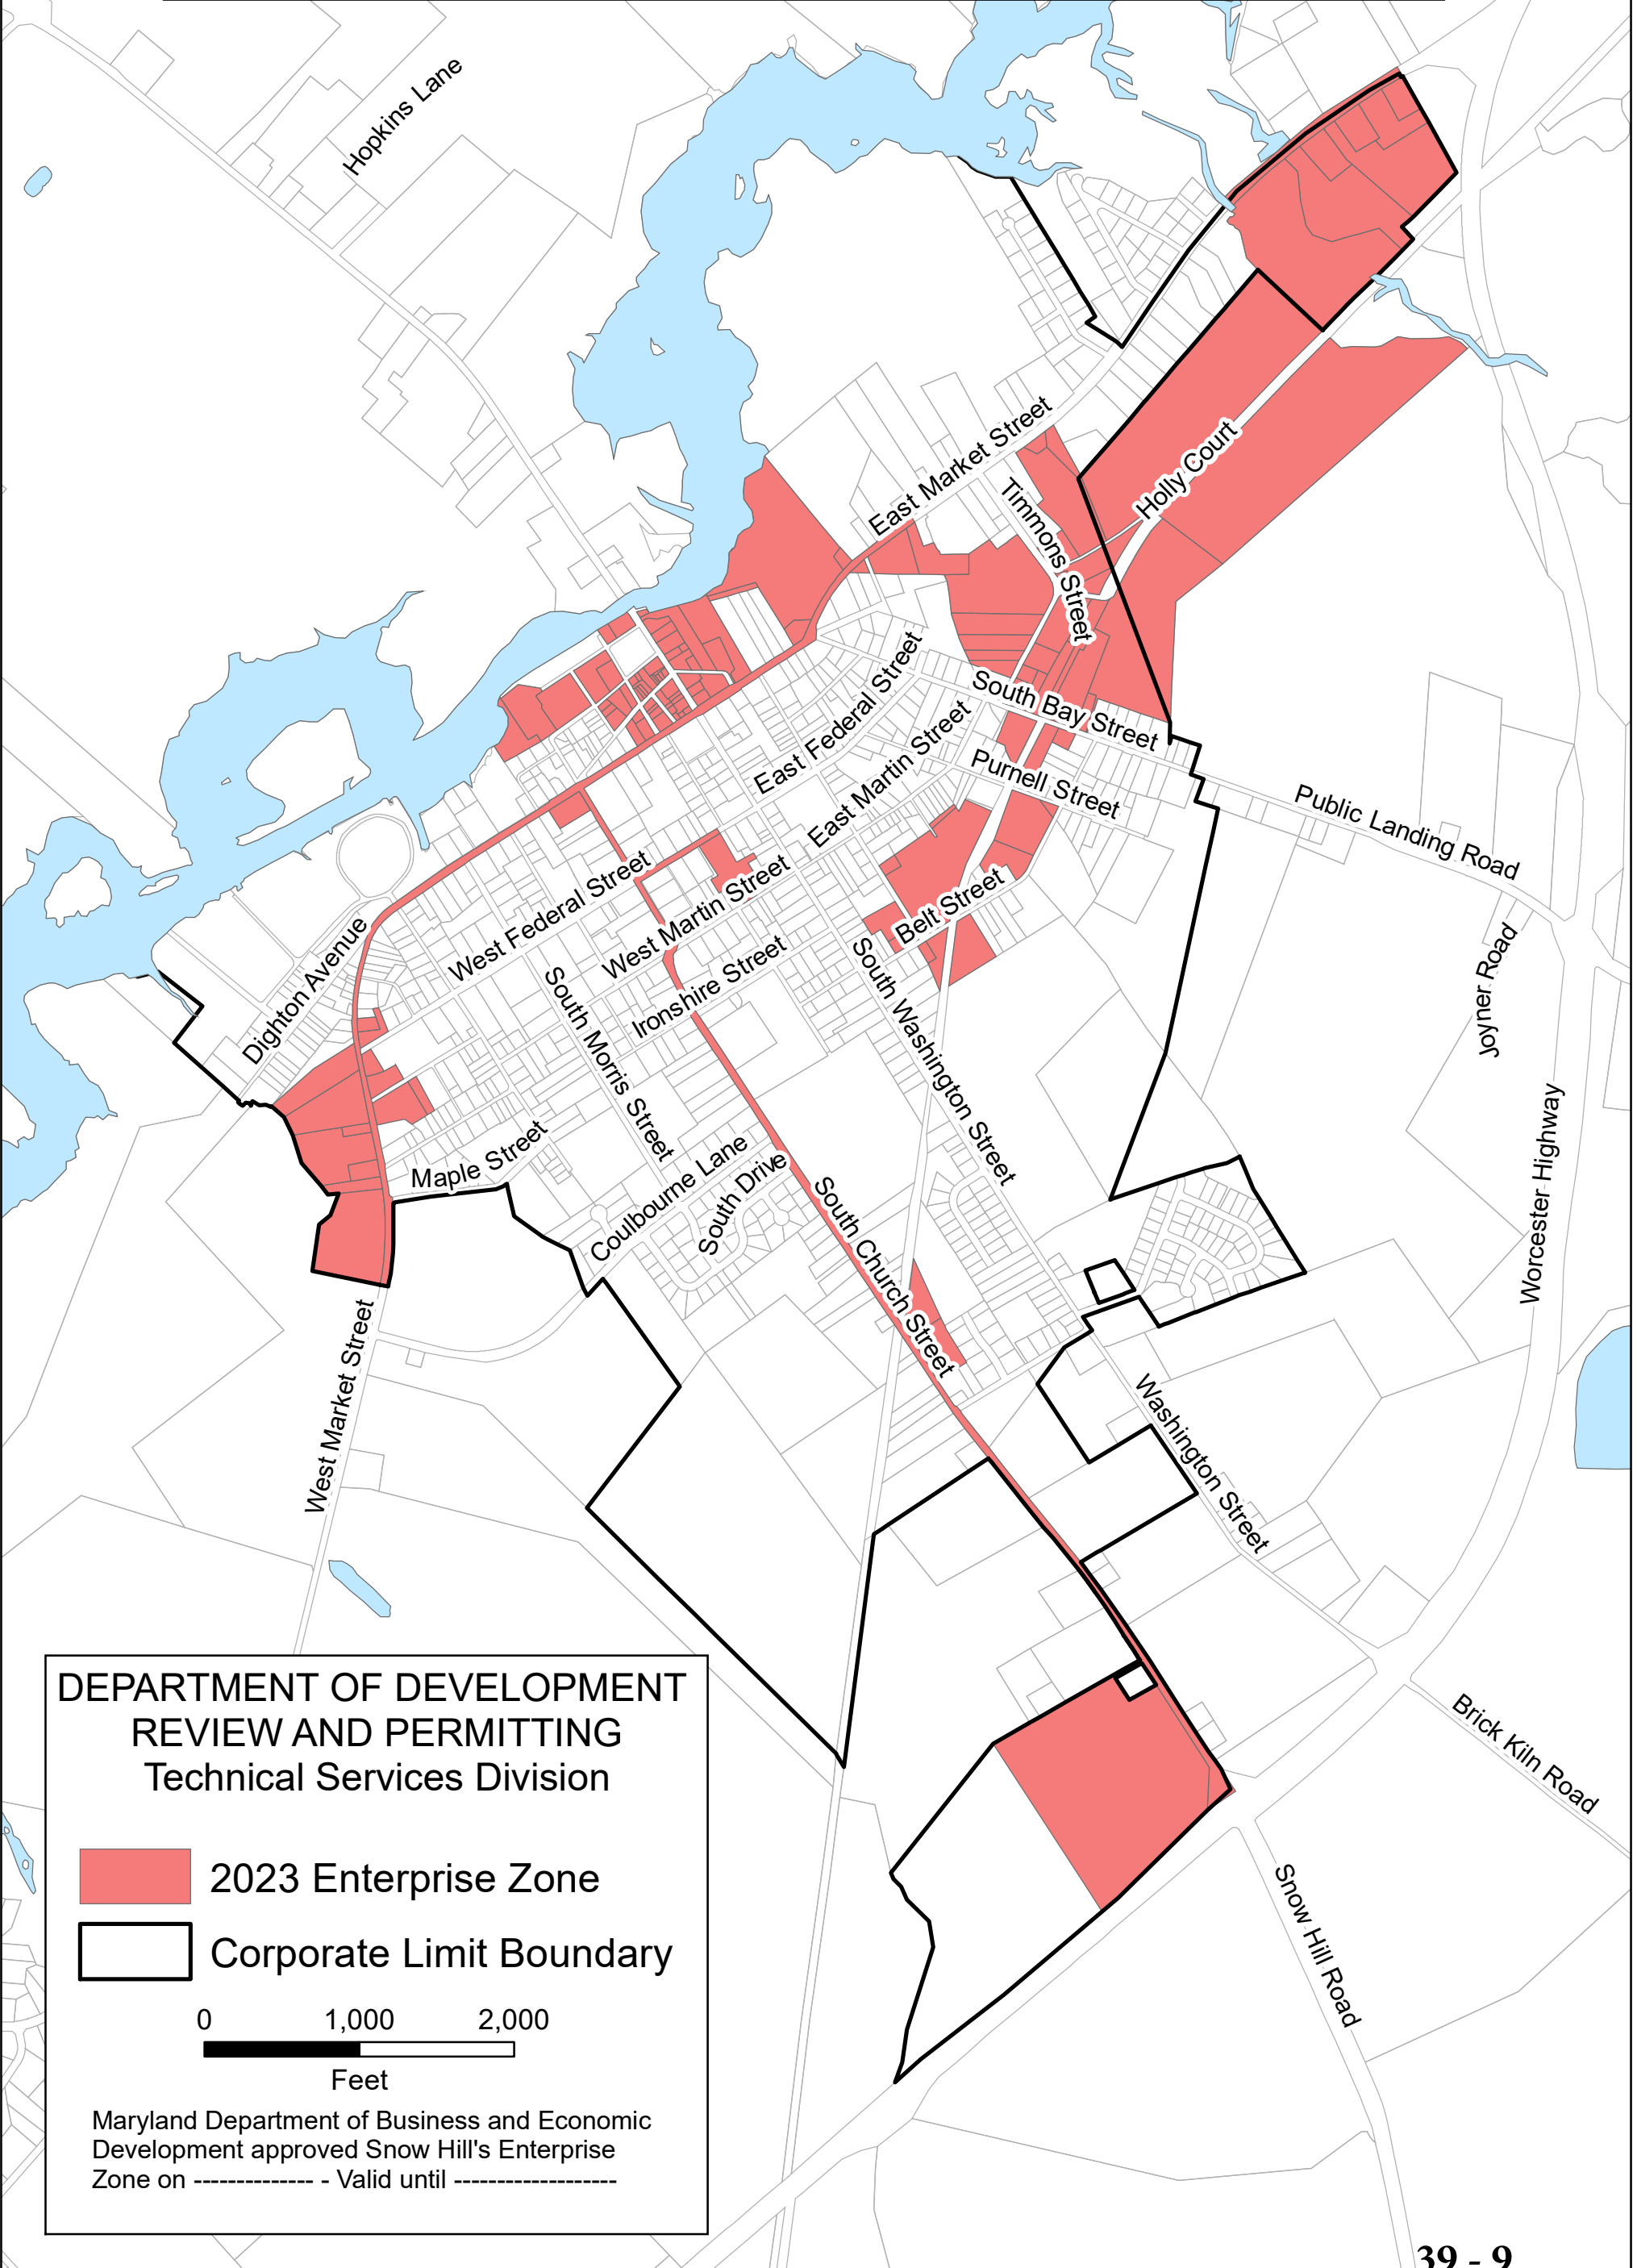 Hopkins Lane
East Market Street
Timmons Street
Holly Court
South Bay Street
East Federal Street
East Martin Street
Purnell Street
Public Landing Road
Belt Street
West Federal Street
West Martin Street
Ironshire Street
Dighton Avenue
South Morris Street
South Washington Street
Joyner Road
Worcester Highway
Maple Street
Coulbourne Lane
South Drive
South Church Street
West Market Street
Washington Street
Brick Kiln Road
Snow Hill Road
DEPARTMENT OF DEVELOPMENT
REVIEW AND PERMITTING
Technical Services Division
2023 Enterprise Zone
Corporate Limit Boundary
0 1,000 2,000
Feet
Maryland Department of Business and Economic
Development approved Snow Hill's Enterprise
Zone on -------------- - Valid until -------------------
39 - 9